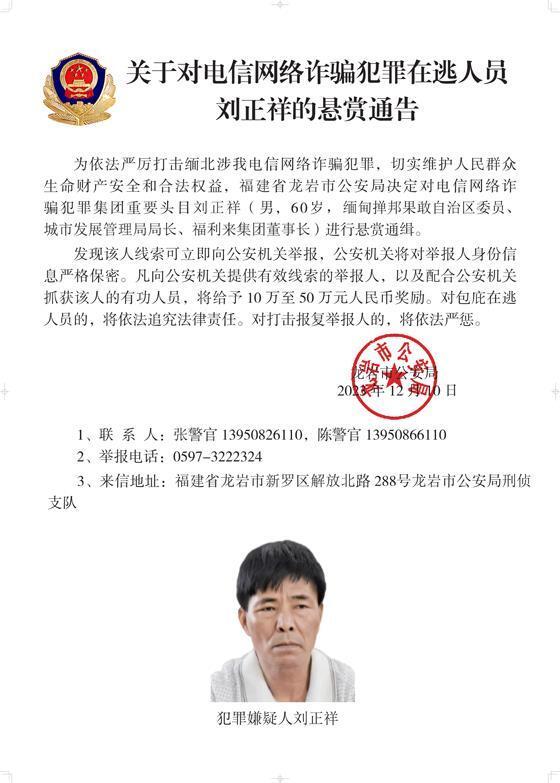 关于对电信网络诈骗犯罪在逃人员
刘正祥的悬赏通告
为依法严厉打击缅北涉我电信网络诈骗犯罪，切实维护人民群众
生命财产安全和合法权益，福建省龙岩市公安局决定对电信网络诈
骗犯罪集团重要头目刘正祥（男，60岁，缅甸掸邦果敢自治区委员、
城市发展管理局局长、福利来集团董事长）进行悬赏通缉。
发现该人线索可立即向公安机关举报，公安机关将对举报人身份信
息严格保密。凡向公安机关提供有效线索的举报人，以及配合公安机关
抓获该人的有功人员，将给予10万至50万元人民币奖励。对包庇在逃
人员的，将依法追究法律责任。对打击报复举报人的，将依法严惩。
龙岩市公安局
龙岩市公安局
2023年12月10日
1、联 系 人：张警官 13950826110，陈警官 13950866110
2、举报电话：0597-3222324
3、来信地址：福建省龙岩市新罗区解放北路288号龙岩市公安局刑侦
支队
犯罪嫌疑人刘正祥